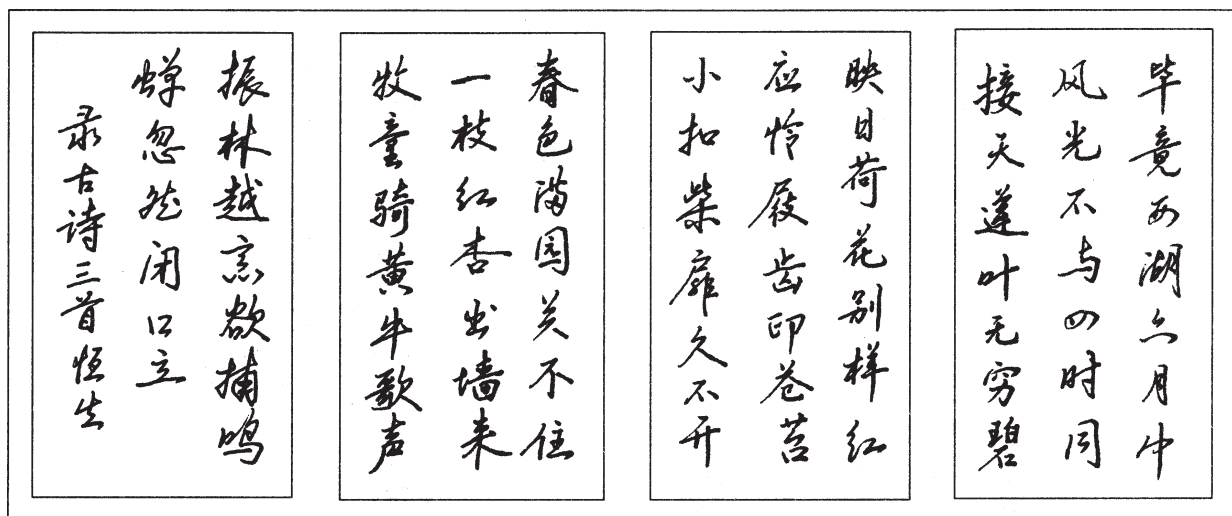 毕竟西湖六月中
风光不与四时同
接天莲叶无穷碧
映日荷花别样红
应怜屐齿印苍苔
小扣柴扉久不开
春色满园关不住
一枝红杏出墙来
牧童骑黄牛歌声
振林越意欲捕鸣
蝉忽然闭口立
录古诗三首恒生